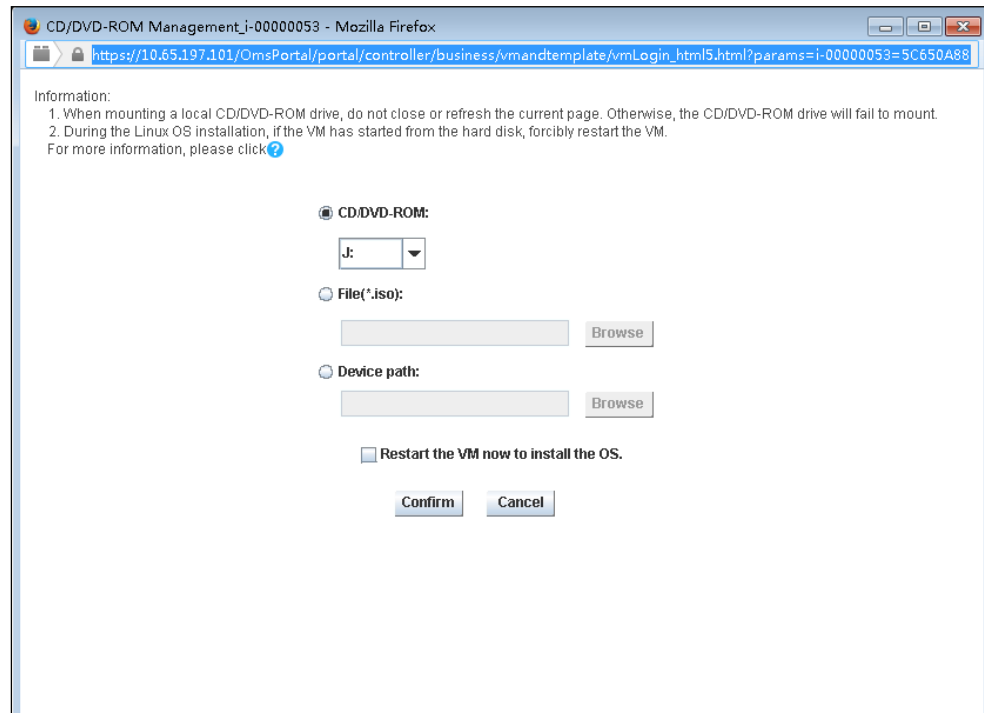 CD/DVD-ROM Management_i-00000053 - Mozilla Firefox
https://10.65.197.101/OmsPortal/portal/controller/business/vmandtemplate/vmLogin_html5.html?params=i-00000053=5C650A88
Information:
1. When mounting a local CD/DVD-ROM drive, do not close or refresh the current page. Otherwise, the CD/DVD-ROM drive will fail to mount.
2. During the Linux OS installation, if the VM has started from the hard disk, forcibly restart the VM.
For more information, please click?
CD/DVD-ROM:
J:
File(*.iso):
Browse
Device path:
Browse
Restart the VM now to install the OS.
Confirm Cancel